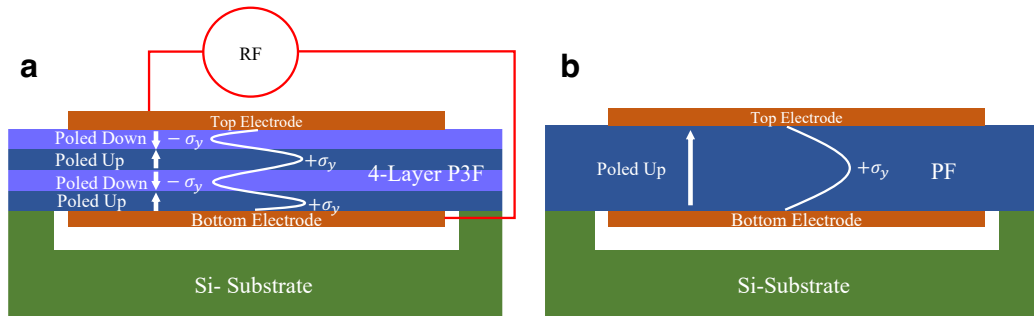 a
RF
Top Electrode
Poled Down
− σy
Poled Up
+σy
4-Layer P3F
Poled Down
− σy
Poled Up
+σy
Bottom Electrode
Si- Substrate
b
Top Electrode
Poled Up
+σy
PF
Bottom Electrode
Si-Substrate